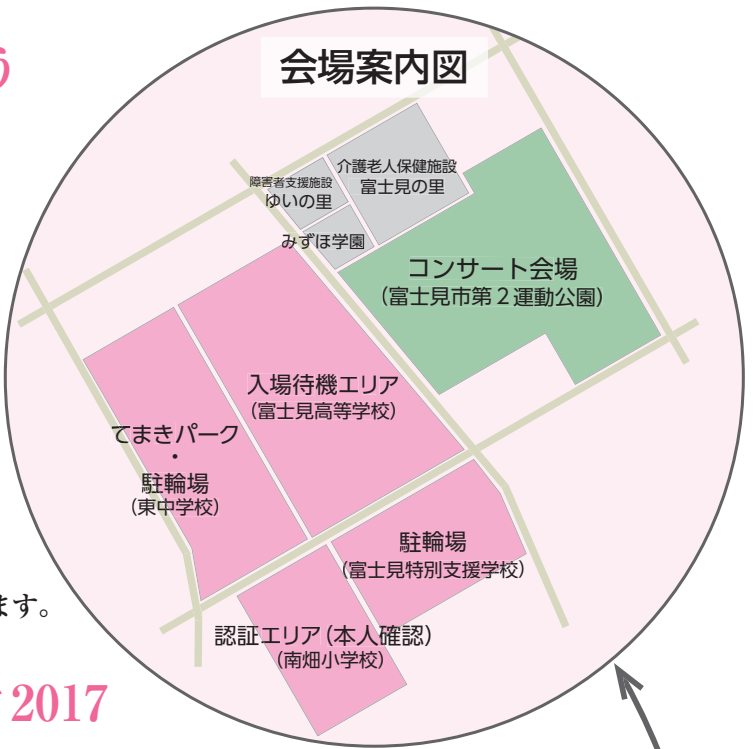 う
会場案内図
介護老人保健施設
富士見の里
障害者支援施設
ゆいの里
みずほ学園
コンサート会場
(富士見市第2運動公園)
入場待機エリア
(富士見高等学校)
てまきパーク
・
駐輪場
(東中学校)
駐輪場
(富士見特別支援学校)
認証エリア(本人確認)
(南畑小学校)
ます。
2017